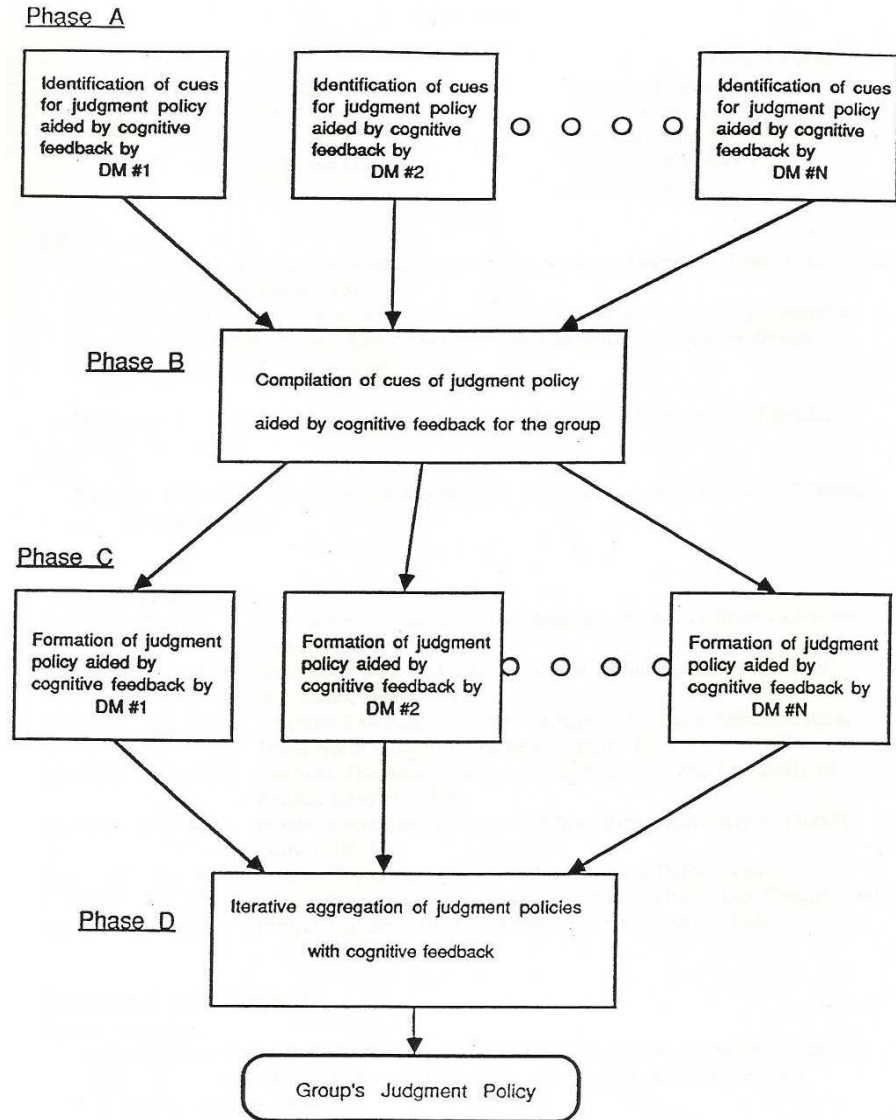 Phase A
Identification of cues
for judgment policy
aided by cognitive
feedback by
DM #1
Identification of cues
for judgment policy
aided by cognitive
feedback by
DM #2
Identification of cues
for judgment policy
aided by cognitive
feedback by
DM #N
Phase B
Compilation of cues of judgment policy
aided by cognitive feedback for the group
Phase C
Formation of judgment
policy aided by
cognitive feedback by
DM #1
Formation of judgment
policy aided by
cognitive feedback by
DM #2
Formation of judgment
policy aided by
cognitive feedback by
DM #N
Phase D
Iterative aggregation of judgment policies
with cognitive feedback
Group's Judgment Policy